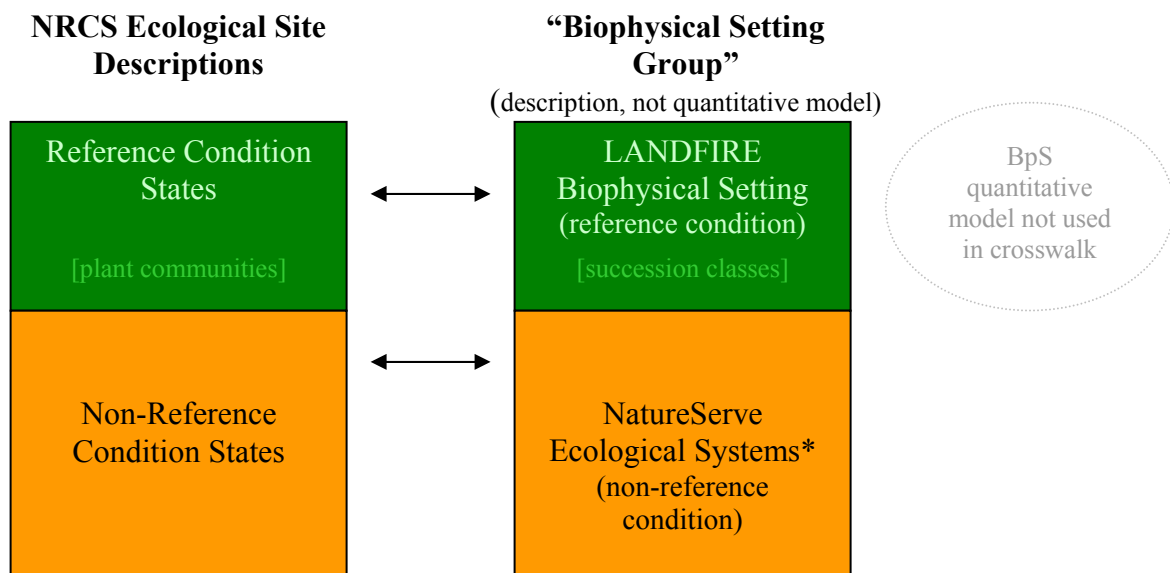 NRCS Ecological Site
Descriptions
“Biophysical Setting
Group”
(description, not quantitative model)
Reference Condition
States
[plant communities]
LANDFIRE
Biophysical Setting
(reference condition)
[succession classes]
BpS
quantitative
model not used
in crosswalk
Non-Reference
Condition States
NatureServe
Ecological Systems*
(non-reference
condition)